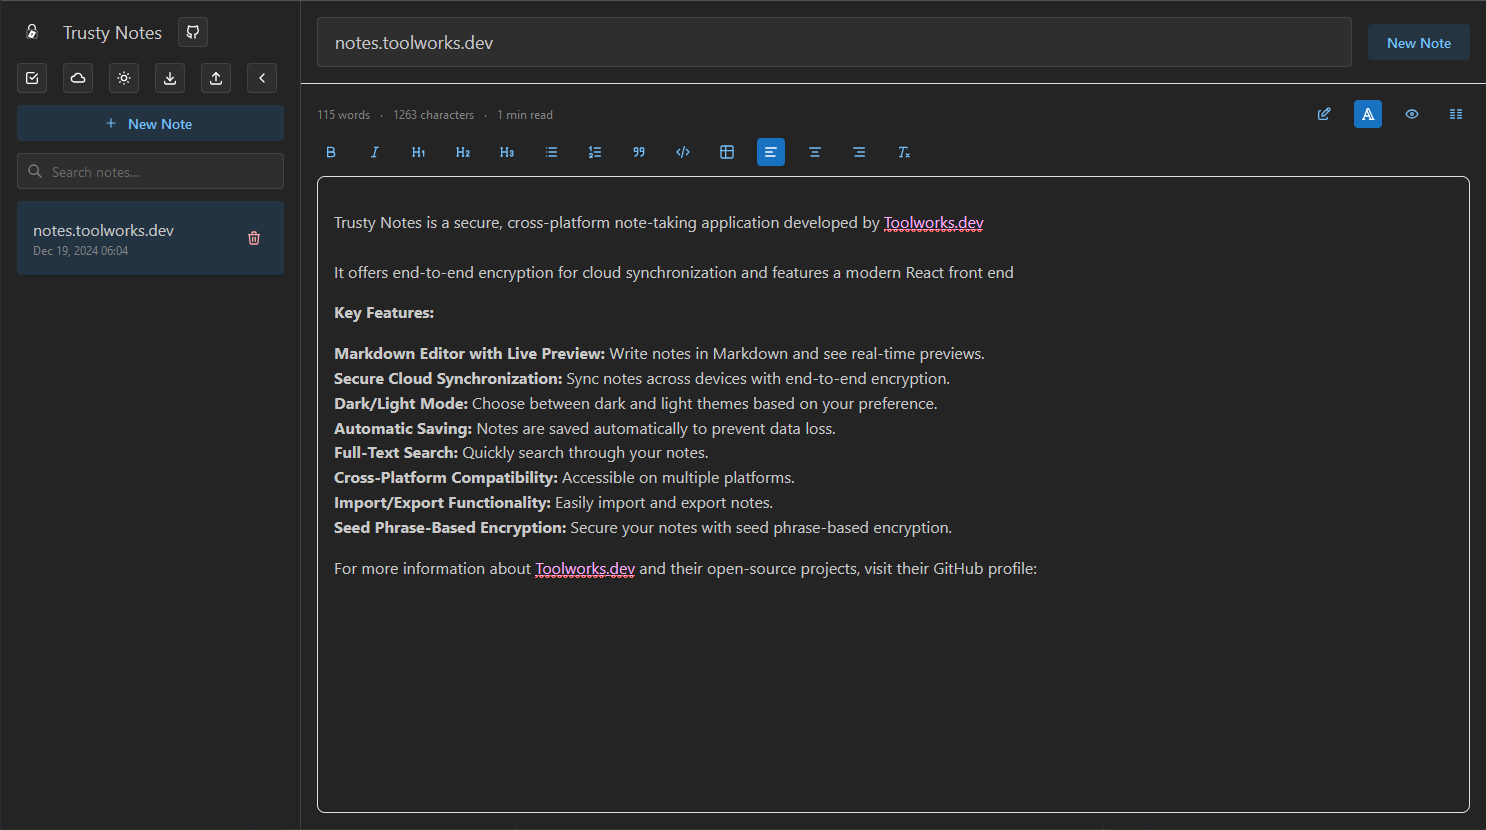 Trusty Notes
New Note
Search notes...
notes.toolworks.dev
Dec 19, 2024 06:04
notes.toolworks.dev
New Note
115 words · 1263 characters · 1 min read
B I H1 H2 H3
Trusty Notes is a secure, cross-platform note-taking application developed by Toolworks.dev
It offers end-to-end encryption for cloud synchronization and features a modern React front end
Key Features:
Markdown Editor with Live Preview: Write notes in Markdown and see real-time previews.
Secure Cloud Synchronization: Sync notes across devices with end-to-end encryption.
Dark/Light Mode: Choose between dark and light themes based on your preference.
Automatic Saving: Notes are saved automatically to prevent data loss.
Full-Text Search: Quickly search through your notes.
Cross-Platform Compatibility: Accessible on multiple platforms.
Import/Export Functionality: Easily import and export notes.
Seed Phrase-Based Encryption: Secure your notes with seed phrase-based encryption.
For more information about Toolworks.dev and their open-source projects, visit their GitHub profile: